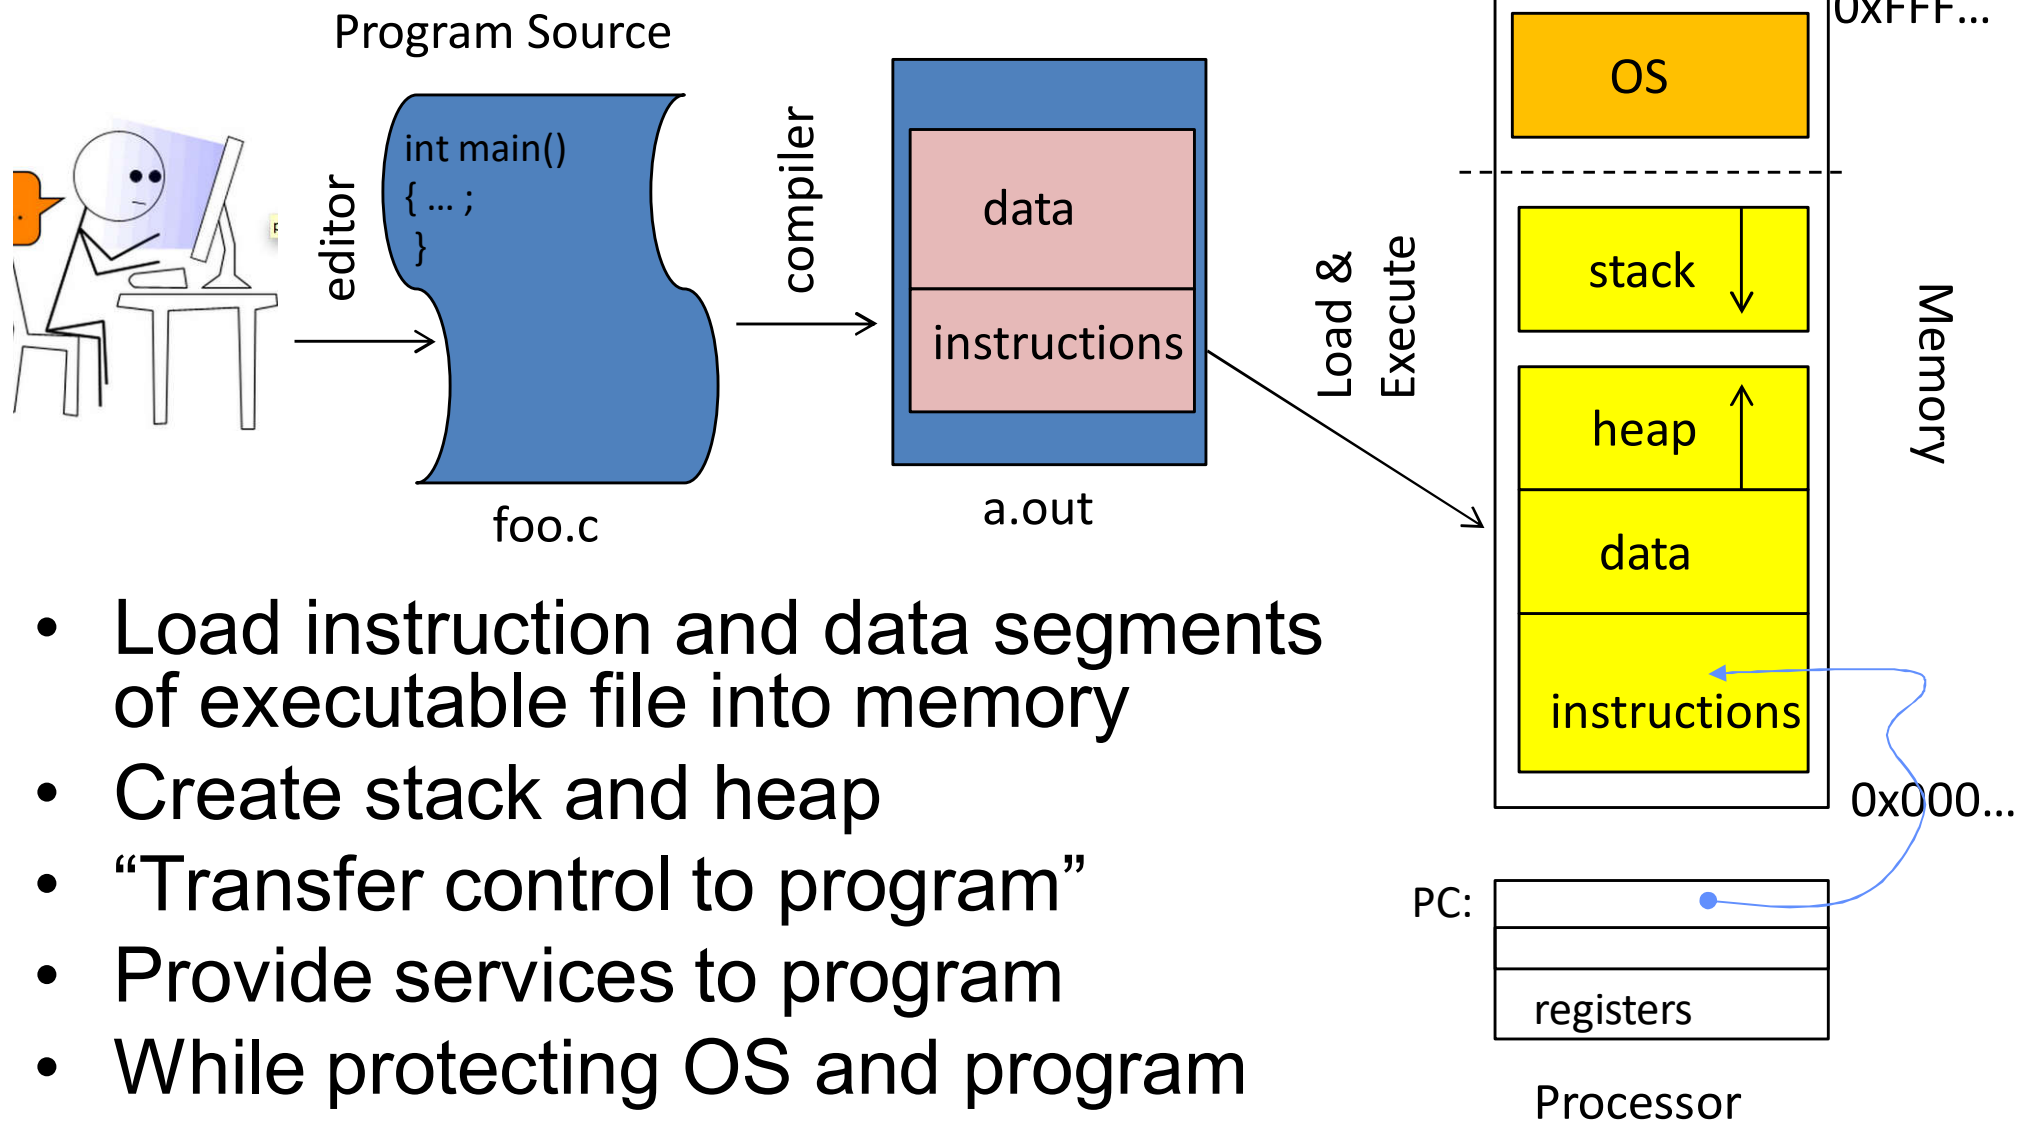 Program Source
editor
int main()
{ … ;
}
foo.c
compiler
data
instructions
a.out
Load &
Execute
0xFFF…
OS
stack
heap
data
instructions
Memory
0x000…
PC:
registers
Processor
• Load instruction and data segments
of executable file into memory
• Create stack and heap
• “Transfer control to program”
• Provide services to program
• While protecting OS and program